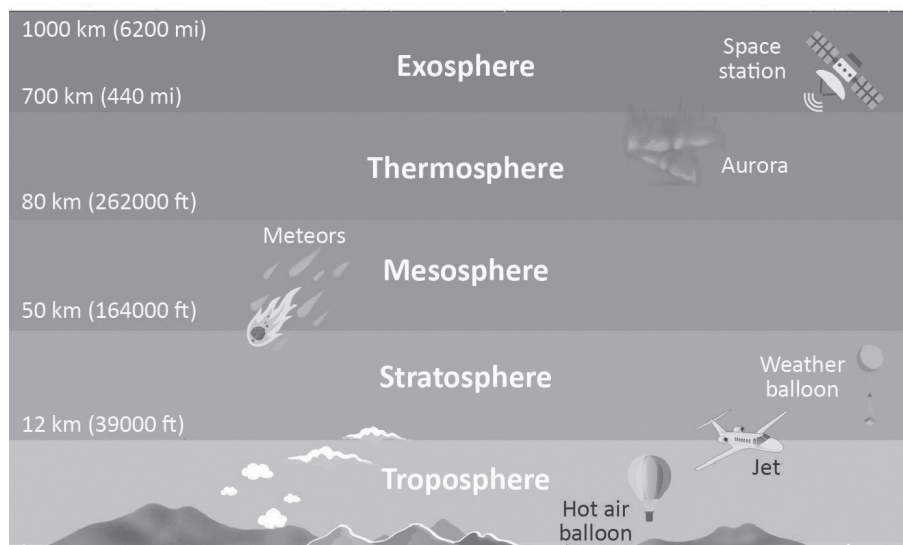 1000 km (6200 mi)
Exosphere
Space
station
700 km (440 mi)
Thermosphere
Aurora
80 km (262000 ft)
Meteors
Mesosphere
50 km (164000 ft)
Stratosphere
Weather
balloon
12 km (39000 ft)
Jet
Troposphere
Hot air
balloon